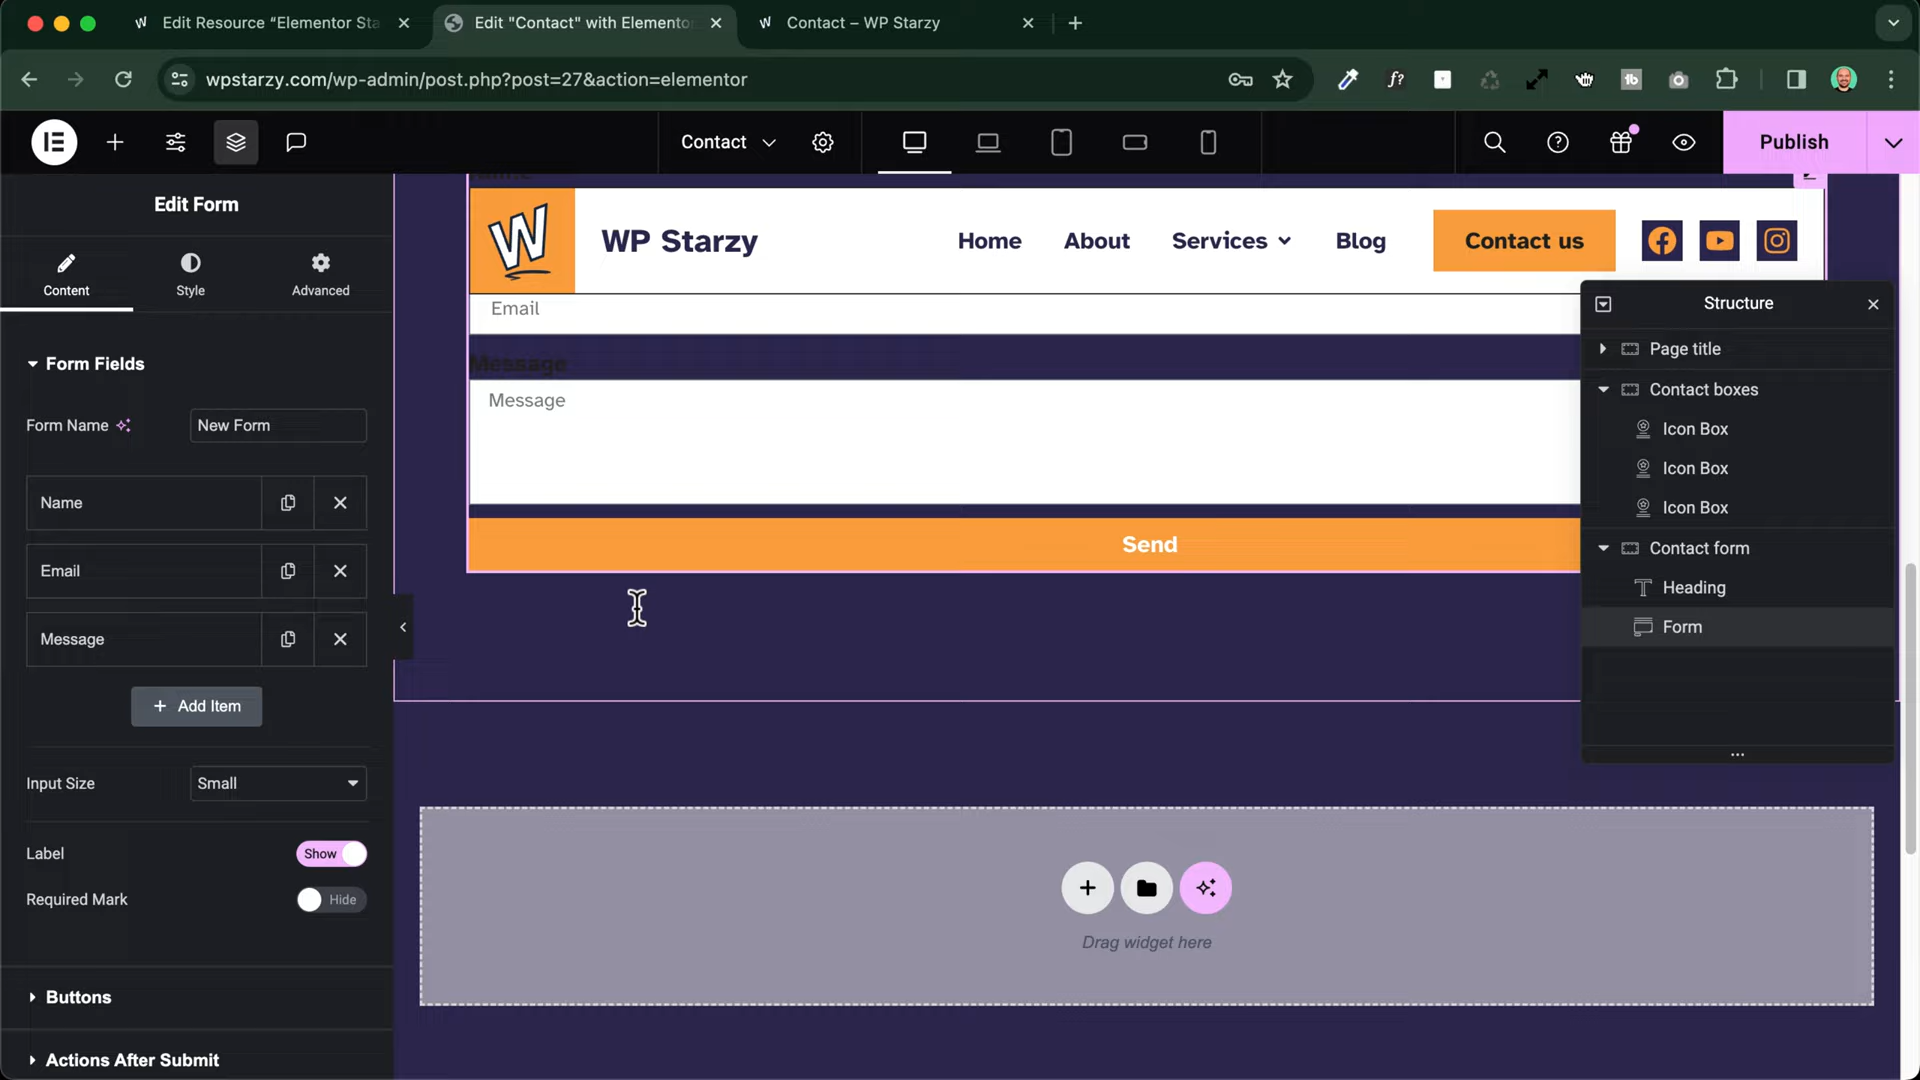 Edit Resource “Elementor Sta
Edit "Contact" with Elemento
Contact – WP Starzy
wpstarzy.com/wp-admin/post.php?post=27&action=elementor
Contact
Publish
Edit Form
Content
Style
Advanced
Form Fields
Form Name
New Form
Name
Email
Message
+ Add Item
Input Size
Small
Label
Show
Required Mark
Hide
Buttons
Actions After Submit
W
WP Starzy
Home
About
Services
Blog
Contact us
Email
Message
Message
Send
Drag widget here
Structure
Page title
Contact boxes
Icon Box
Icon Box
Icon Box
Contact form
Heading
Form